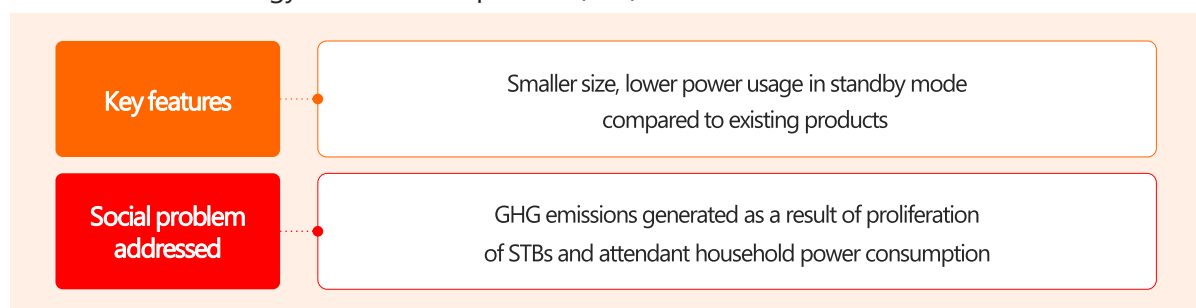 Key features
Smaller size, lower power usage in standby mode
compared to existing products
Social problem
addressed
GHG emissions generated as a result of proliferation
of STBs and attendant household power consumption